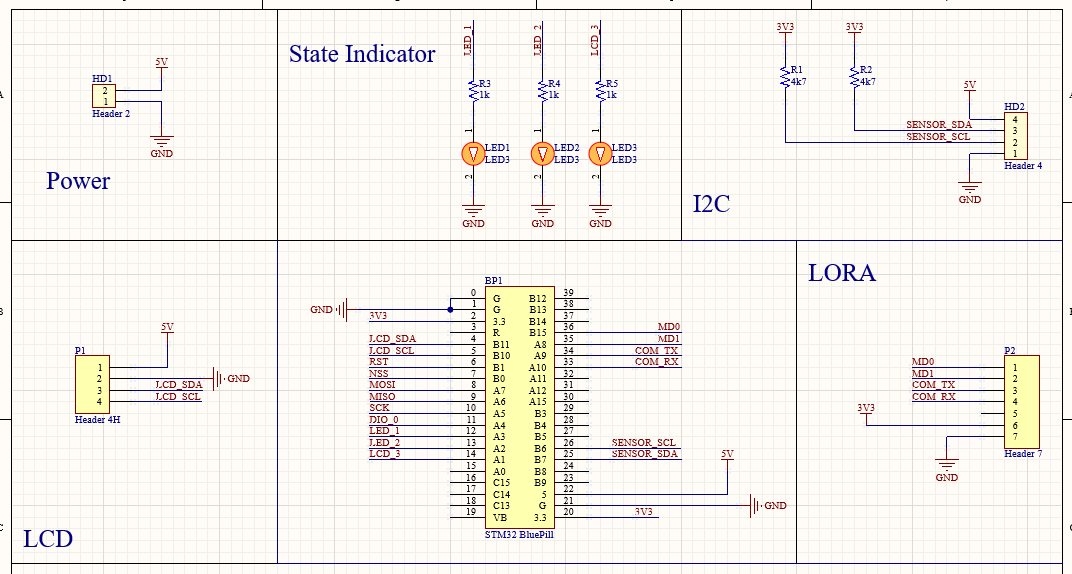 HD1
5V
2
1
Header 2
GND
Power
State Indicator
LED_1
LED_2
LCD_3
R3
1k
R4
1k
R5
1k
1
1
1
LED1
LED3
LED2
LED3
LED3
LED3
2
2
2
GND
GND
GND
3V3
3V3
R1
4k7
R2
4k7
5V
HD2
SENSOR_SDA
SENSOR_SCL
4
3
2
1
Header 4
GND
I2C
5V
P1
1
2
3
4
GND
LCD_SDA
LCD_SCL
Header 4H
LCD
BP1
GND
3V3
LCD_SDA
LCD_SCL
RST
NSS
MOSI
MISO
SCK
DIO_0
LED_1
LED_2
LCD_3
0 G B12 39
1 G B13 38
2 3.3 B14 37
3 R B15 36
4 B11 A8 35
5 B10 A9 34
6 B1 A10 33
7 B0 A11 32
8 A7 A12 31
9 A6 A15 30
10 A5 B3 29
11 A4 B4 28
12 A3 B5 27
13 A2 B6 26
14 A1 B7 25
15 A0 B8 24
16 C15 B9 23
17 C14 5 22
18 C13 G 21
19 VB 3.3 20
MD0
MD1
COM_TX
COM_RX
SENSOR_SCL
SENSOR_SDA
5V
GND
3V3
STM32 BluePill
LORA
P2
MD0
MD1
COM_TX
COM_RX
3V3
1
2
3
4
5
6
7
Header 7
GND